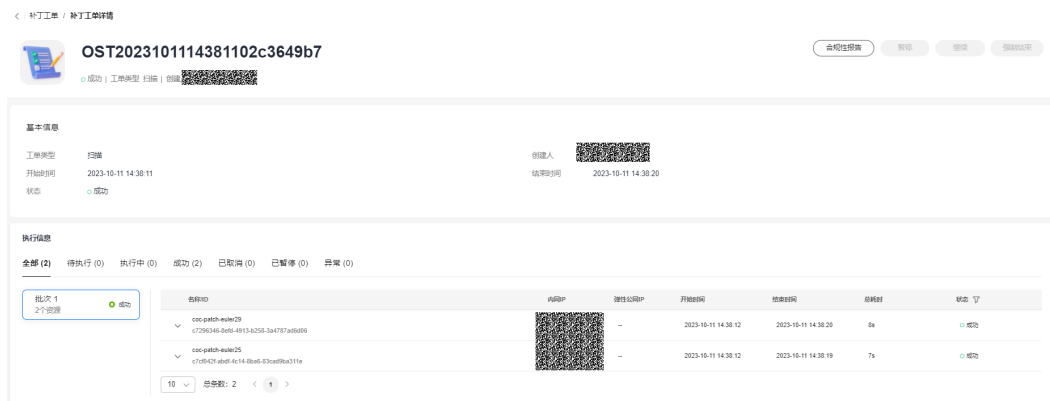 补丁工单 / 补丁工单详情
OST2023101114381102c3649b7
成功 | 工单类型 扫描 | 创建
合规性报告 暂停 继续 强制结束
基本信息
工单类型 扫描 创建人
开始时间 2023-10-11 14:38:11 结束时间 2023-10-11 14:38:20
状态 成功
执行信息
全部 (2) 待执行 (0) 执行中 (0) 成功 (2) 已取消 (0) 已暂停 (0) 异常 (0)
批次 1 成功
2个资源
名称/ID 内网IP 弹性公网IP 开始时间 结束时间 总耗时 状态
coc-patch-euler29
c7296346-8efd-4913-b258-3a4787ad6d06 -- 2023-10-11 14:38:12 2023-10-11 14:38:20 8s 成功
coc-patch-euler25
c7cf042f-abdf-4c14-8ba6-83cad9ba311e -- 2023-10-11 14:38:12 2023-10-11 14:38:19 7s 成功
10 总条数: 2 < 1 >